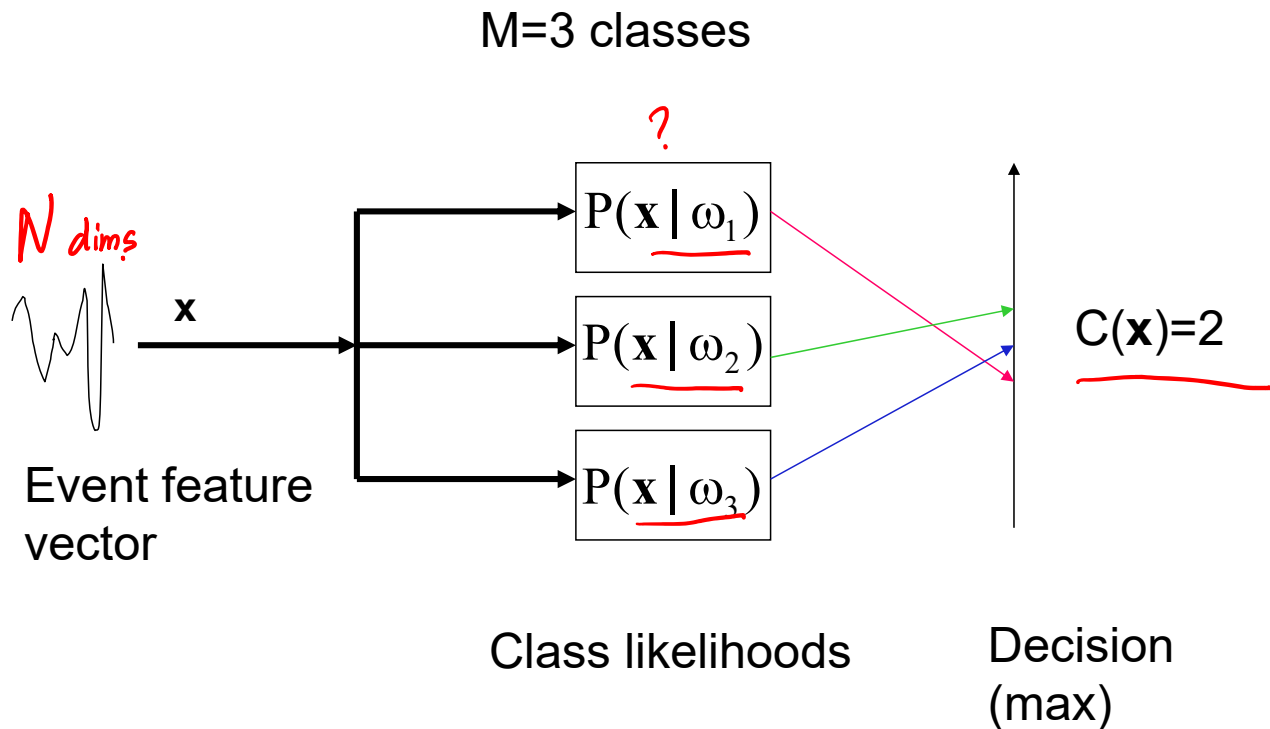 M=3 classes
?
N dims
x
P(x | ω₁)
P(x | ω₂)
P(x | ω₃)
C(x)=2
Event feature
vector
Class likelihoods
Decision
(max)